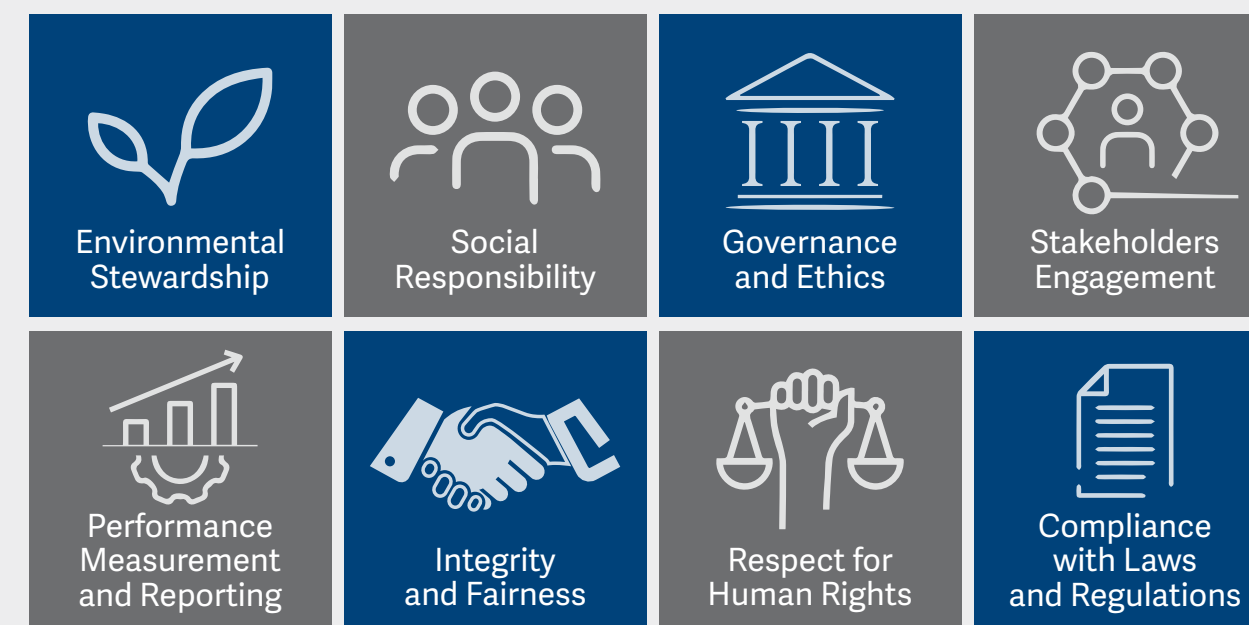 Environmental
Stewardship
Social
Responsibility
Governance
and Ethics
Stakeholders
Engagement
Performance
Measurement
and Reporting
Integrity
and Fairness
Respect for
Human Rights
Compliance
with Laws
and Regulations